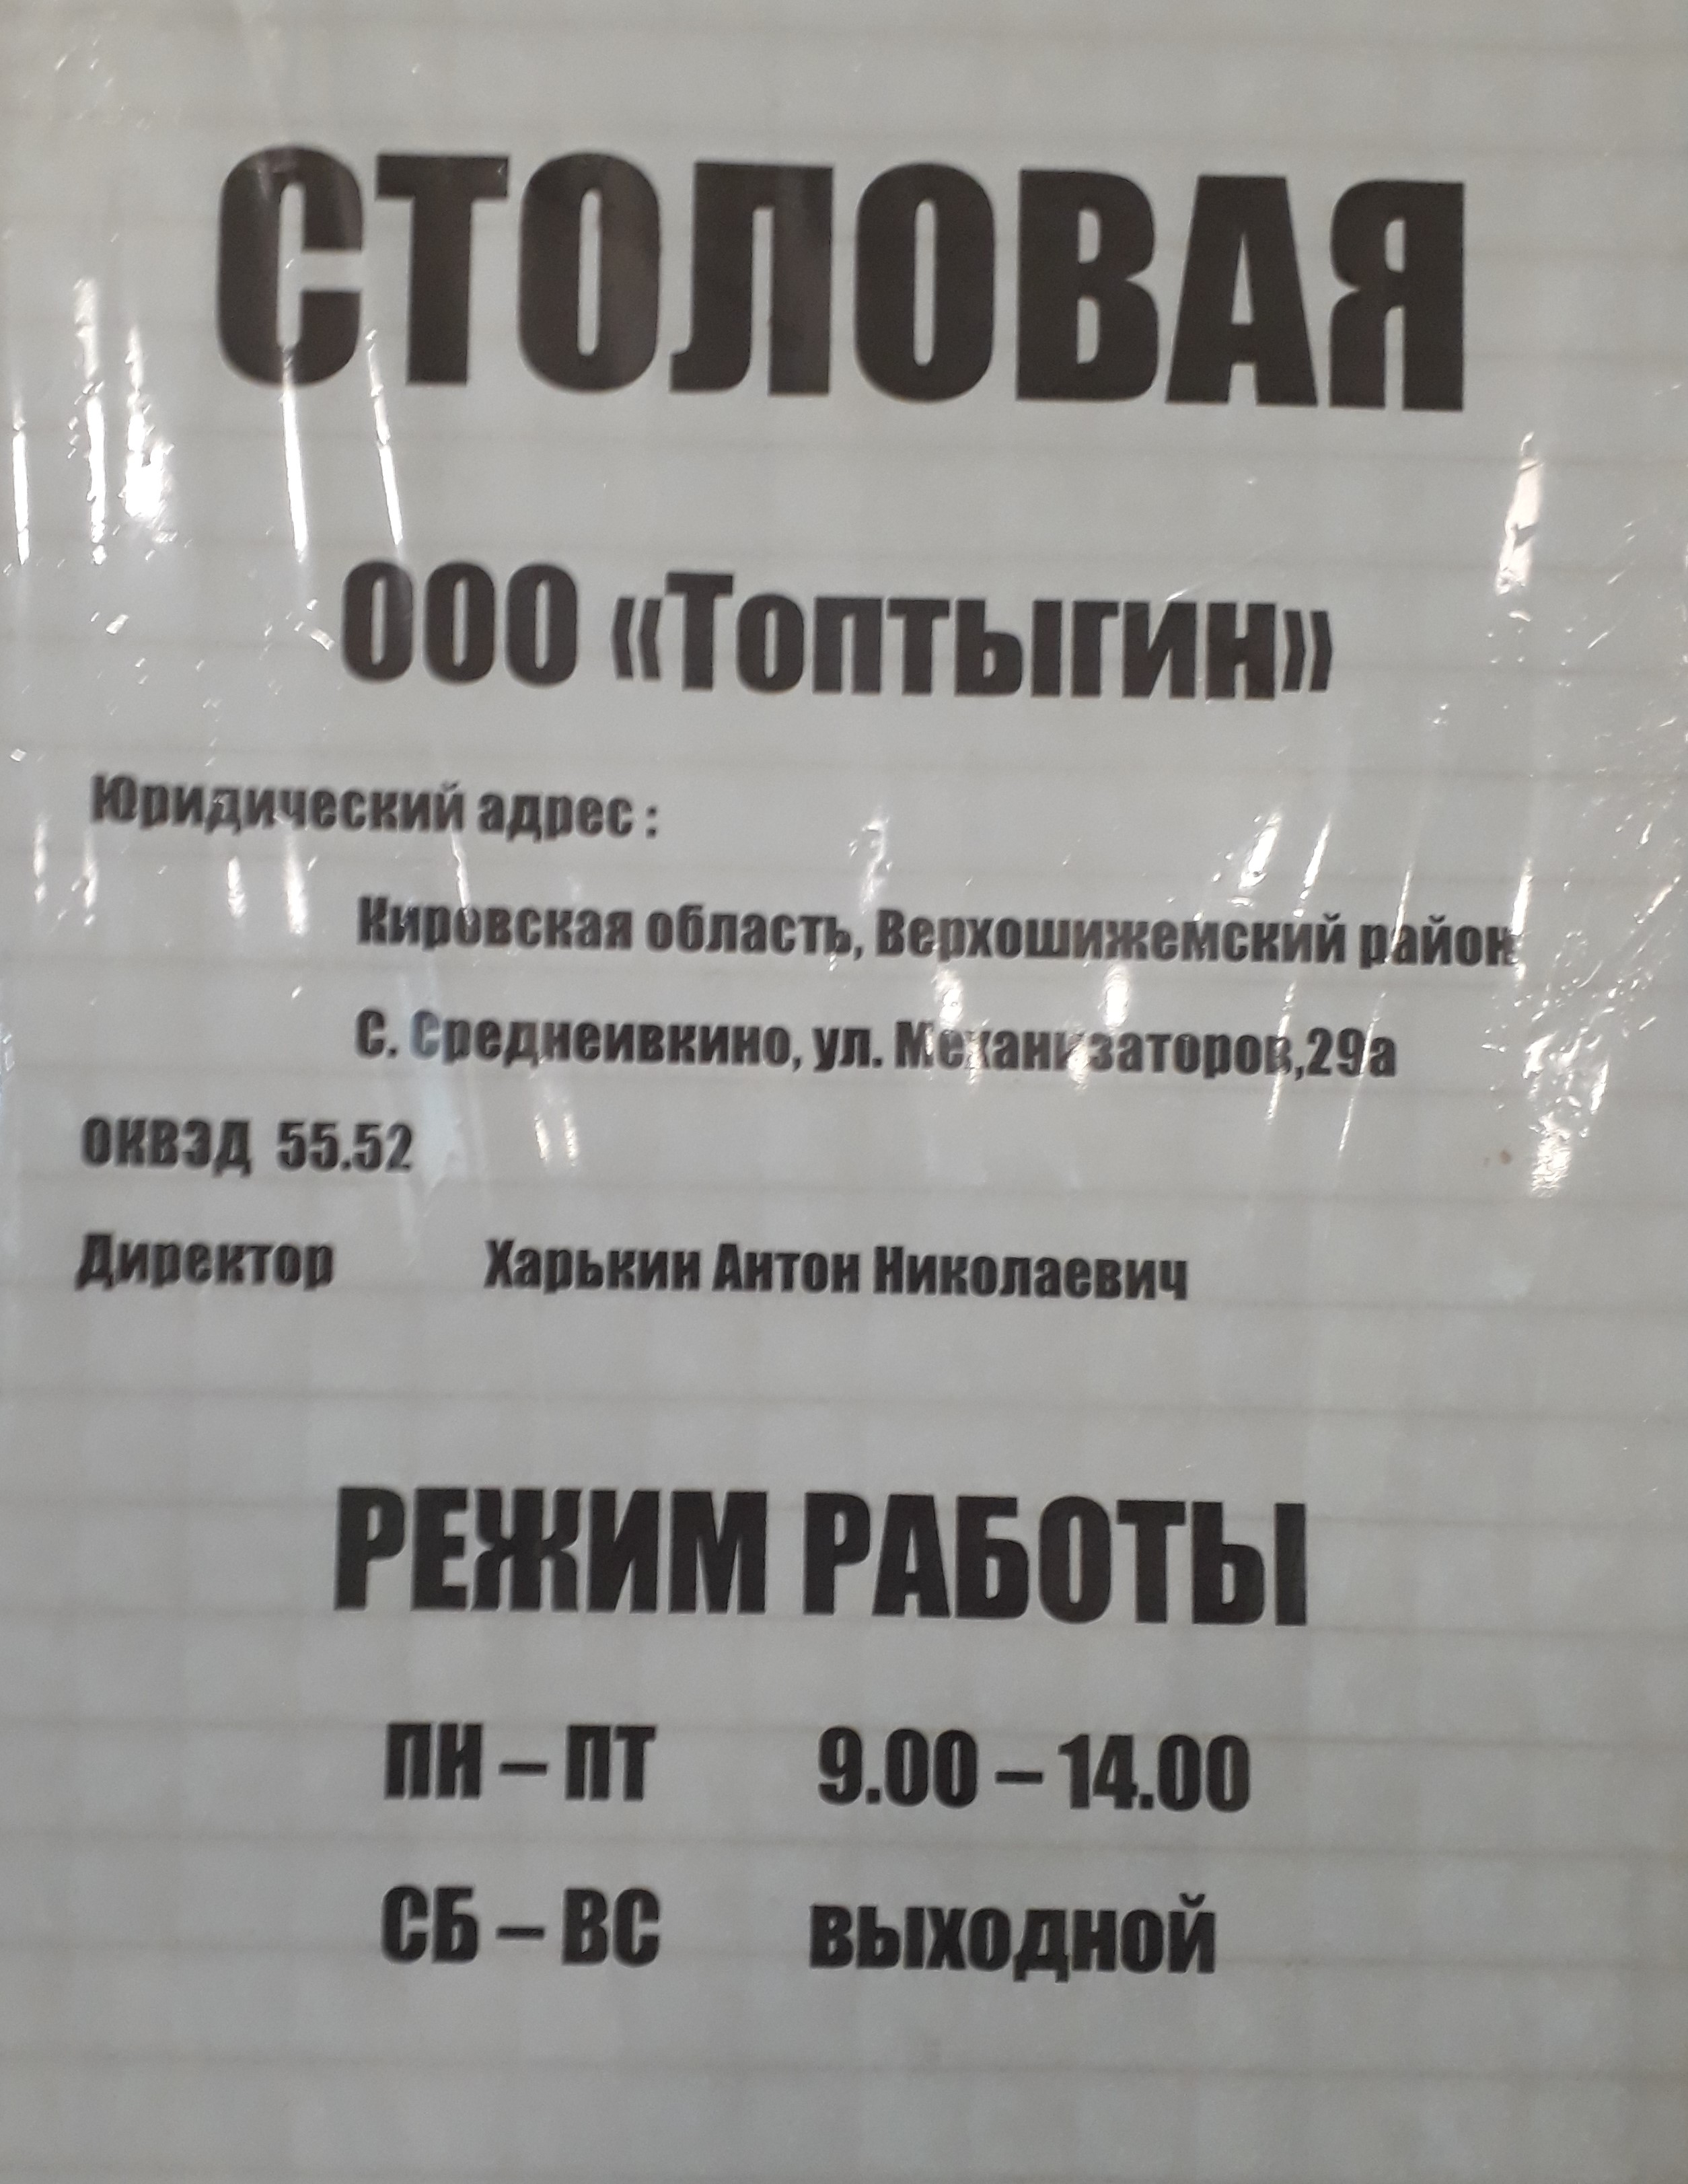 СТОЛОВАЯ
ООО «Топтыгин»
Юридический адрес :
Кировская область, Верхошижемский район
С. Среднеивкино, ул. Механизаторов,29а
ОКВЭД 55.52
Директор Харькин Антон Николаевич
РЕЖИМ РАБОТЫ
ПН – ПТ 9.00 – 14.00
СБ – ВС выходной